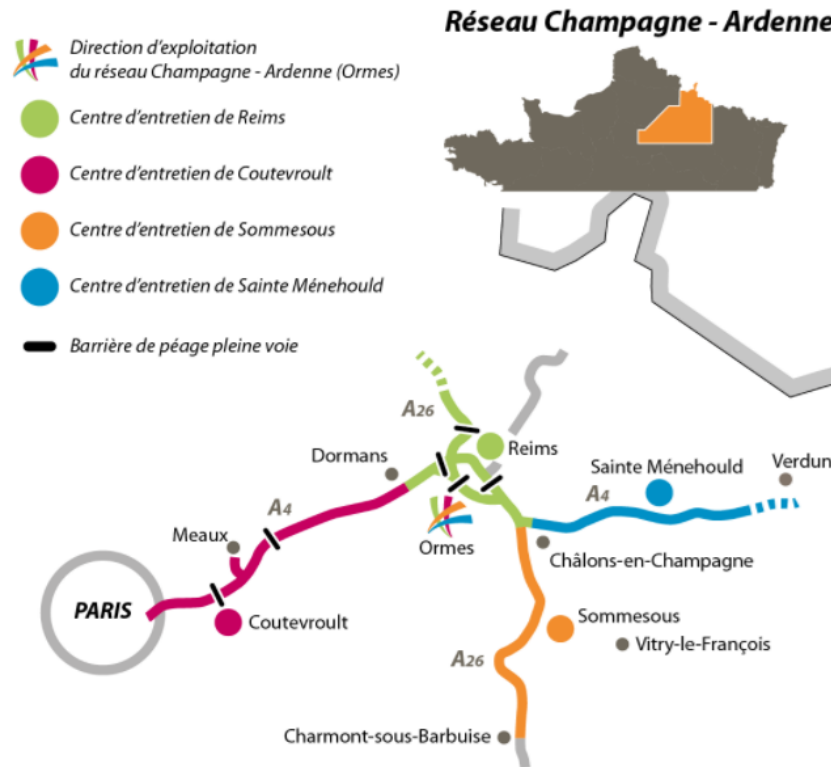 Réseau Champagne - Ardenne
Direction d'exploitation
du réseau Champagne - Ardenne (Ormes)
Centre d'entretien de Reims
Centre d'entretien de Coutevroult
Centre d'entretien de Sommesous
Centre d'entretien de Sainte Ménehould
Barrière de péage pleine voie
A26
Reims
Dormans
Sainte Ménehould
Verdun
A4
A4
Meaux
Ormes
Châlons-en-Champagne
PARIS
Coutevroult
Sommesous
Vitry-le-François
A26
Charmont-sous-Barbuise